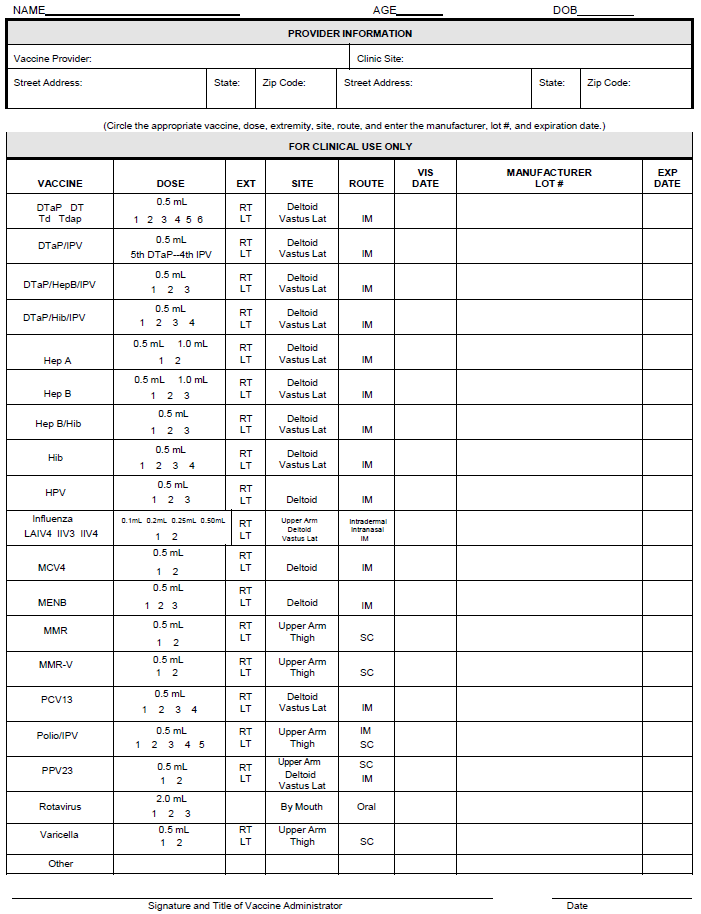 NAME AGE DOB
PROVIDER INFORMATION
Vaccine Provider: Clinic Site:
Street Address: State: Zip Code: Street Address: State: Zip Code:
(Circle the appropriate vaccine, dose, extremity, site, route, and enter the manufacturer, lot #, and expiration date.)
FOR CLINICAL USE ONLY
VACCINE DOSE EXT SITE ROUTE VIS DATE MANUFACTURER LOT # EXP DATE
DTaP DT 0.5 mL RT Deltoid
Td Tdap 1 2 3 4 5 6 LT Vastus Lat IM
DTaP/IPV 0.5 mL RT Deltoid
5th DTaP--4th IPV LT Vastus Lat IM
DTaP/HepB/IPV 0.5 mL RT Deltoid
1 2 3 LT Vastus Lat IM
DTaP/Hib/IPV 0.5 mL RT Deltoid
1 2 3 4 LT Vastus Lat IM
0.5 mL 1.0 mL RT Deltoid
Hep A 1 2 LT Vastus Lat IM
0.5 mL 1.0 mL RT Deltoid
Hep B 1 2 3 LT Vastus Lat IM
Hep B/Hib 0.5 mL RT Deltoid
1 2 3 LT Vastus Lat IM
Hib 0.5 mL RT Deltoid
1 2 3 4 LT Vastus Lat IM
HPV 0.5 mL RT
1 2 3 LT Deltoid IM
Influenza 0.1mL 0.2mL 0.25mL 0.50mL RT Upper Arm Intradermal
LAIV4 IIV3 IIV4 1 2 LT Deltoid Intranasal
Vastus Lat IM
0.5 mL RT
MCV4 1 2 LT Deltoid IM
0.5 mL RT
MENB 1 2 3 LT Deltoid IM
MMR 0.5 mL RT Upper Arm
1 2 LT Thigh SC
MMR-V 0.5 mL RT Upper Arm
1 2 LT Thigh SC
PCV13 0.5 mL RT Deltoid
1 2 3 4 LT Vastus Lat IM
Polio/IPV 0.5 mL RT Upper Arm IM
1 2 3 4 5 LT Thigh SC
PPV23 0.5 mL RT Upper Arm SC
1 2 LT Deltoid IM
Vastus Lat
Rotavirus 2.0 mL By Mouth Oral
1 2 3
Varicella 0.5 mL RT Upper Arm
1 2 LT Thigh SC
Other
Signature and Title of Vaccine Administrator Date